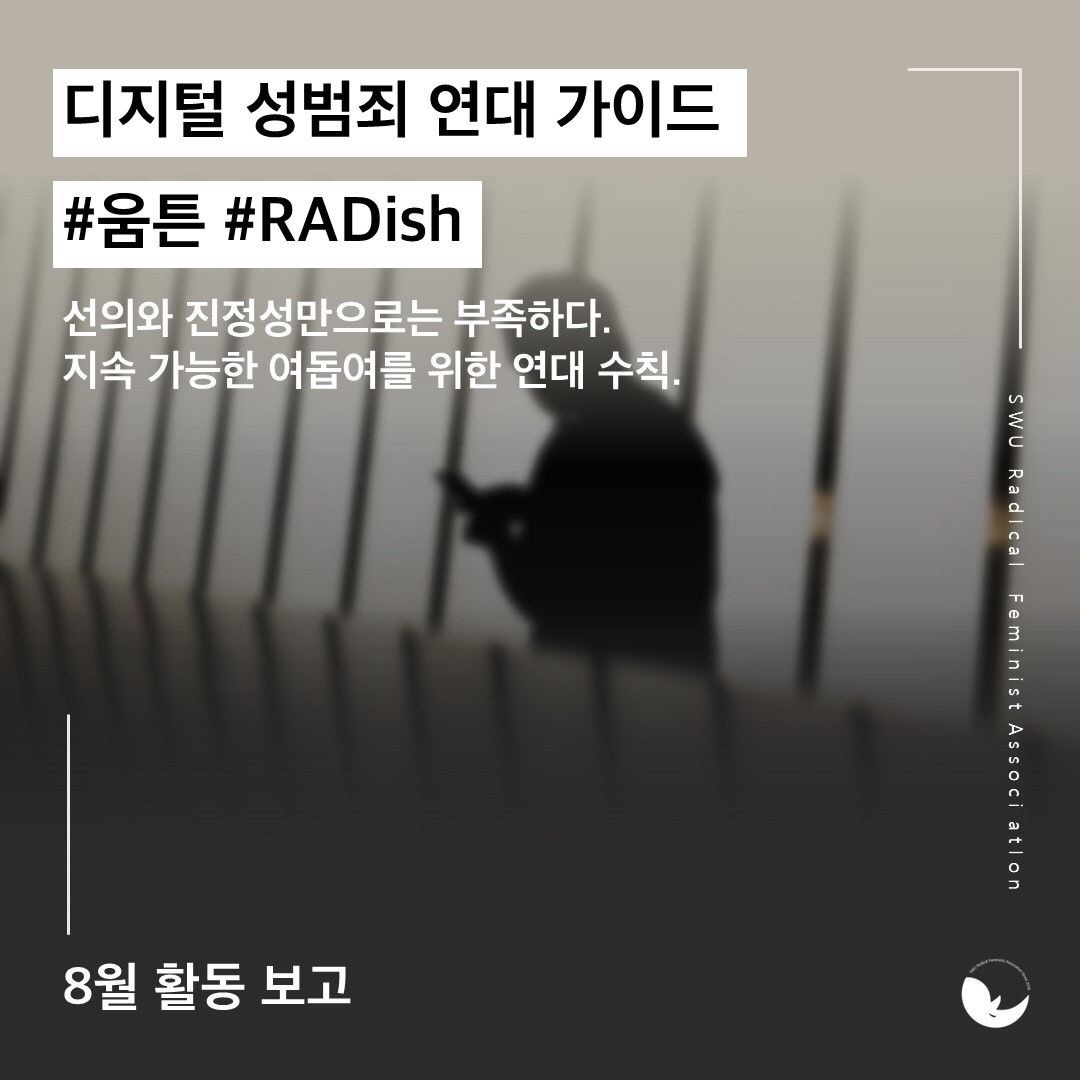 디지털 성범죄 연대 가이드
#움튼 #RADish
선의와 진정성만으로는 부족하다.
지속 가능한 여돕여를 위한 연대 수칙.
SWU Radical Feminist Association
8월 활동 보고